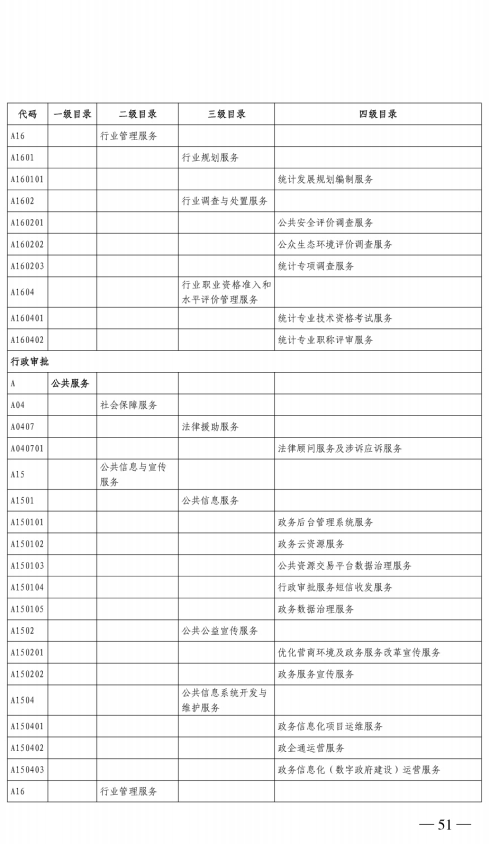 代码 一级目录 二级目录 三级目录 四级目录
A16 行业管理服务
A1601 行业规划服务
A160101 统计发展规划编制服务
A1602 行业调查与处置服务
A160201 公共安全评价调查服务
A160202 公众生态环境评价调查服务
A160203 统计专项调查服务
A1604 行业职业资格准入和
水平评价管理服务
A160401 统计专业技术资格考试服务
A160402 统计专业职称评审服务
行政审批
A 公共服务
A04 社会保障服务
A0407 法律援助服务
A040701 法律顾问服务及涉诉应诉服务
A15 公共信息与宣传
服务
A1501 公共信息服务
A150101 政务后台管理系统服务
A150102 政务云资源服务
A150103 公共资源交易平台数据治理服务
A150104 行政审批服务短信收发服务
A150105 政务数据治理服务
A1502 公共公益宣传服务
A150201 优化营商环境及政务服务改革宣传服务
A150202 政务服务宣传服务
A1504 公共信息系统开发与
维护服务
A150401 政务信息化项目运维服务
A150402 政企通运营服务
A150403 政务信息化(数字政府建设)运营服务
A16 行业管理服务
— 51 —